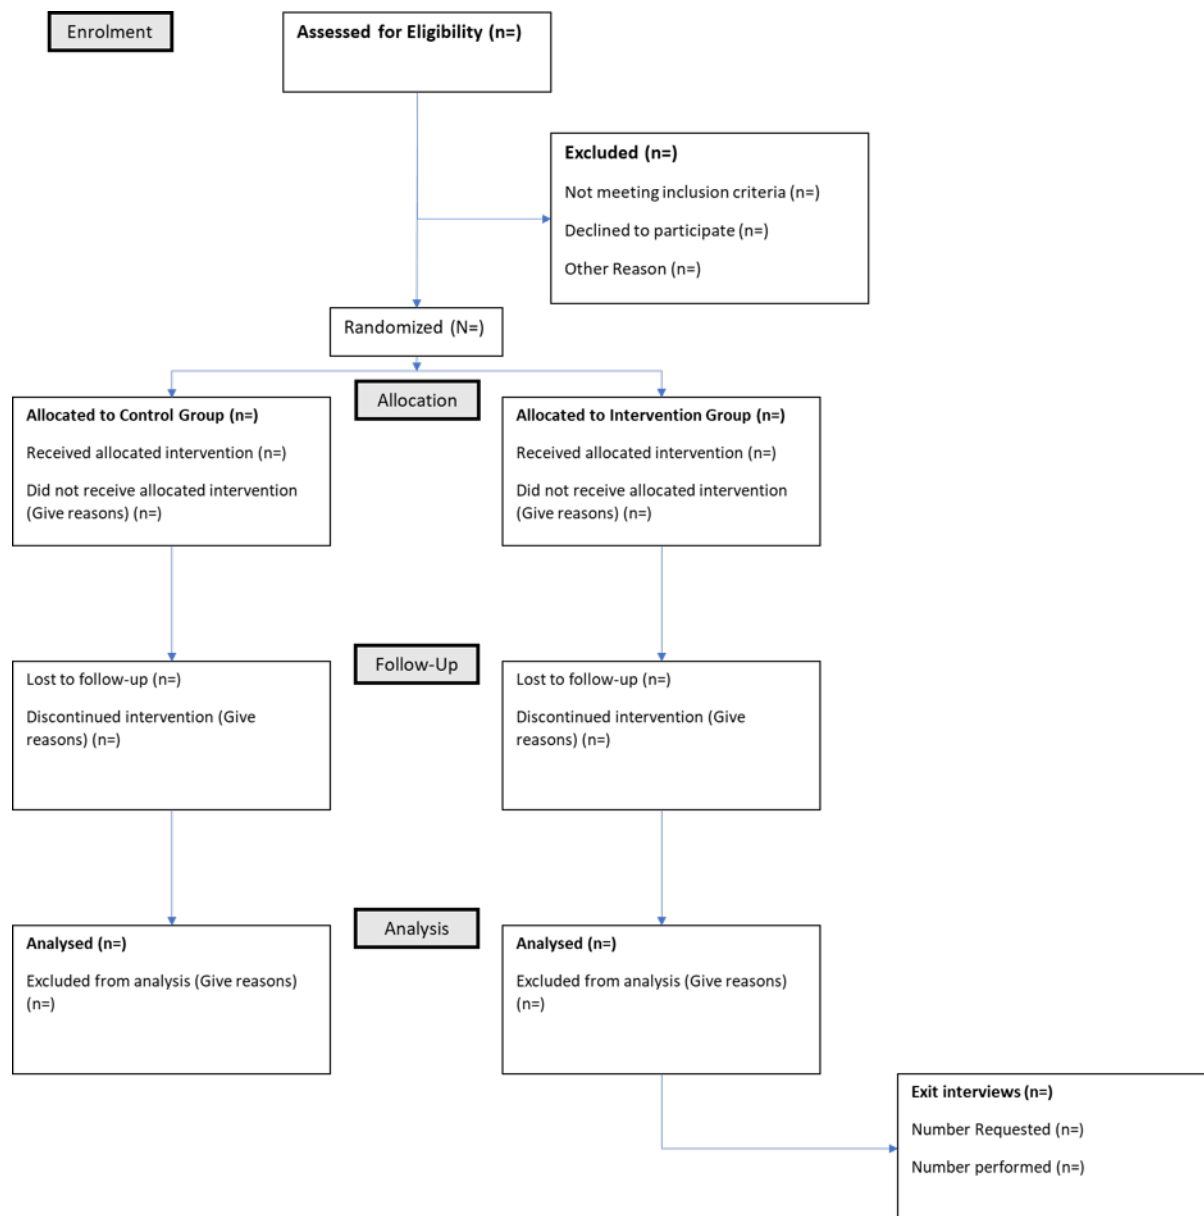 Enrolment
Assessed for Eligibility (n=)
Excluded (n=)
Not meeting inclusion criteria (n=)
Declined to participate (n=)
Other Reason (n=)
Randomized (N=)
Allocation
Allocated to Control Group (n=)
Received allocated intervention (n=)
Did not receive allocated intervention
(Give reasons) (n=)
Allocated to Intervention Group (n=)
Received allocated intervention (n=)
Did not receive allocated intervention
(Give reasons) (n=)
Follow-Up
Lost to follow-up (n=)
Discontinued intervention (Give
reasons) (n=)
Lost to follow-up (n=)
Discontinued intervention (Give
reasons) (n=)
Analysis
Analysed (n=)
Excluded from analysis (Give reasons)
(n=)
Analysed (n=)
Excluded from analysis (Give reasons)
(n=)
Exit interviews (n=)
Number Requested (n=)
Number performed (n=)